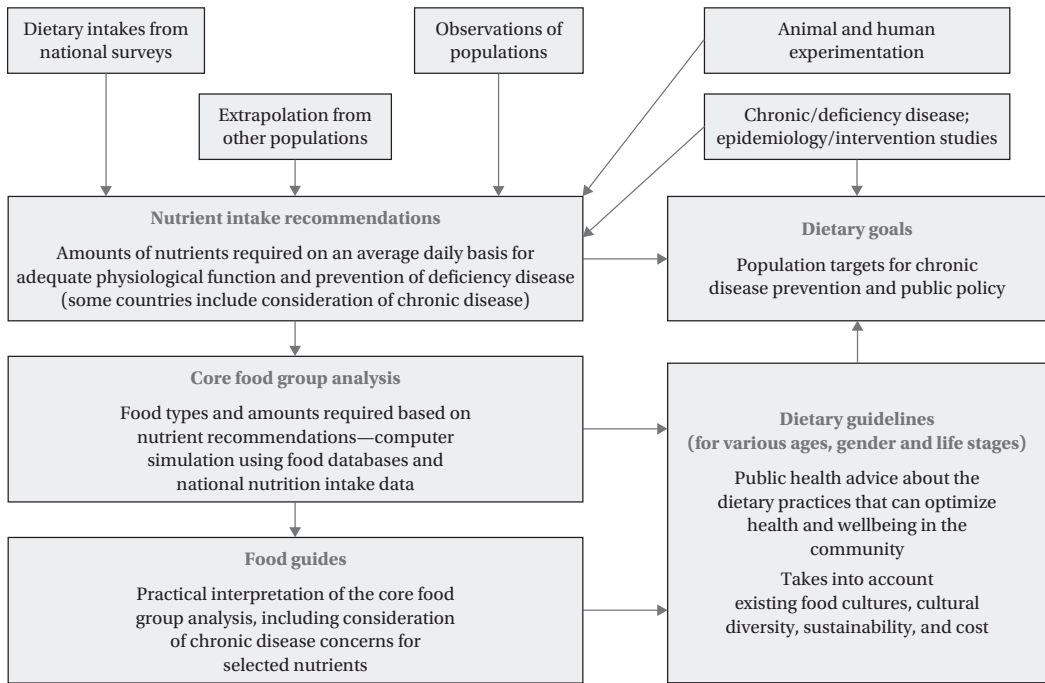 Dietary intakes from
national surveys
Observations of
populations
Animal and human
experimentation
Extrapolation from
other populations
Chronic/deficiency disease;
epidemiology/intervention studies
Nutrient intake recommendations
Amounts of nutrients required on an average daily basis for
adequate physiological function and prevention of deficiency disease
(some countries include consideration of chronic disease)
Dietary goals
Population targets for chronic
disease prevention and public policy
Core food group analysis
Food types and amounts required based on
nutrient recommendations—computer
simulation using food databases and
national nutrition intake data
Dietary guidelines
(for various ages, gender and life stages)
Public health advice about the
dietary practices that can optimize
health and wellbeing in the
community
Takes into account
existing food cultures, cultural
diversity, sustainability, and cost
Food guides
Practical interpretation of the core food
group analysis, including consideration
of chronic disease concerns for
selected nutrients